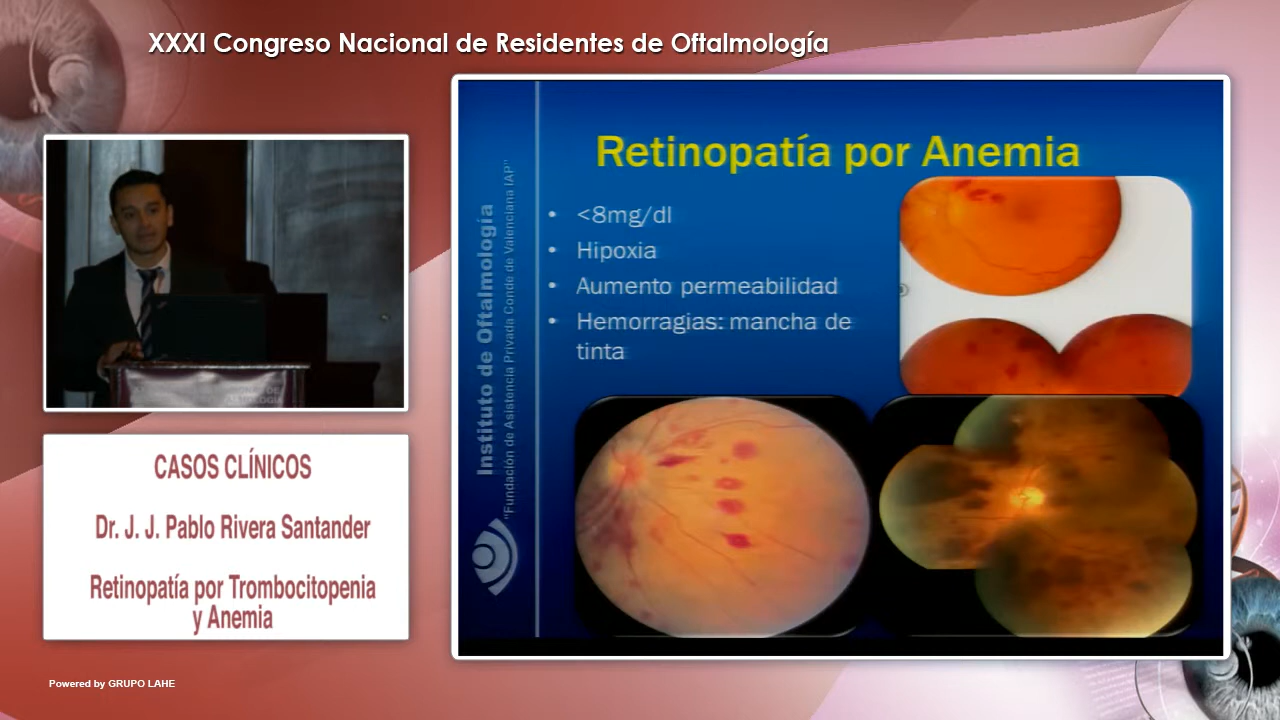 XXXI Congreso Nacional de Residentes de Oftalmología
CASOS CLÍNICOS
Dr. J. J. Pablo Rivera Santander
Retinopatía por Trombocitopenia
y Anemia
Powered by GRUPO LAHE
Instituto de Oftalmología
"Fundación de Asistencia Privada Conde de Valenciana IAP"
Retinopatía por Anemia
• <8mg/dl
• Hipoxia
• Aumento permeabilidad
• Hemorragias: mancha de
tinta